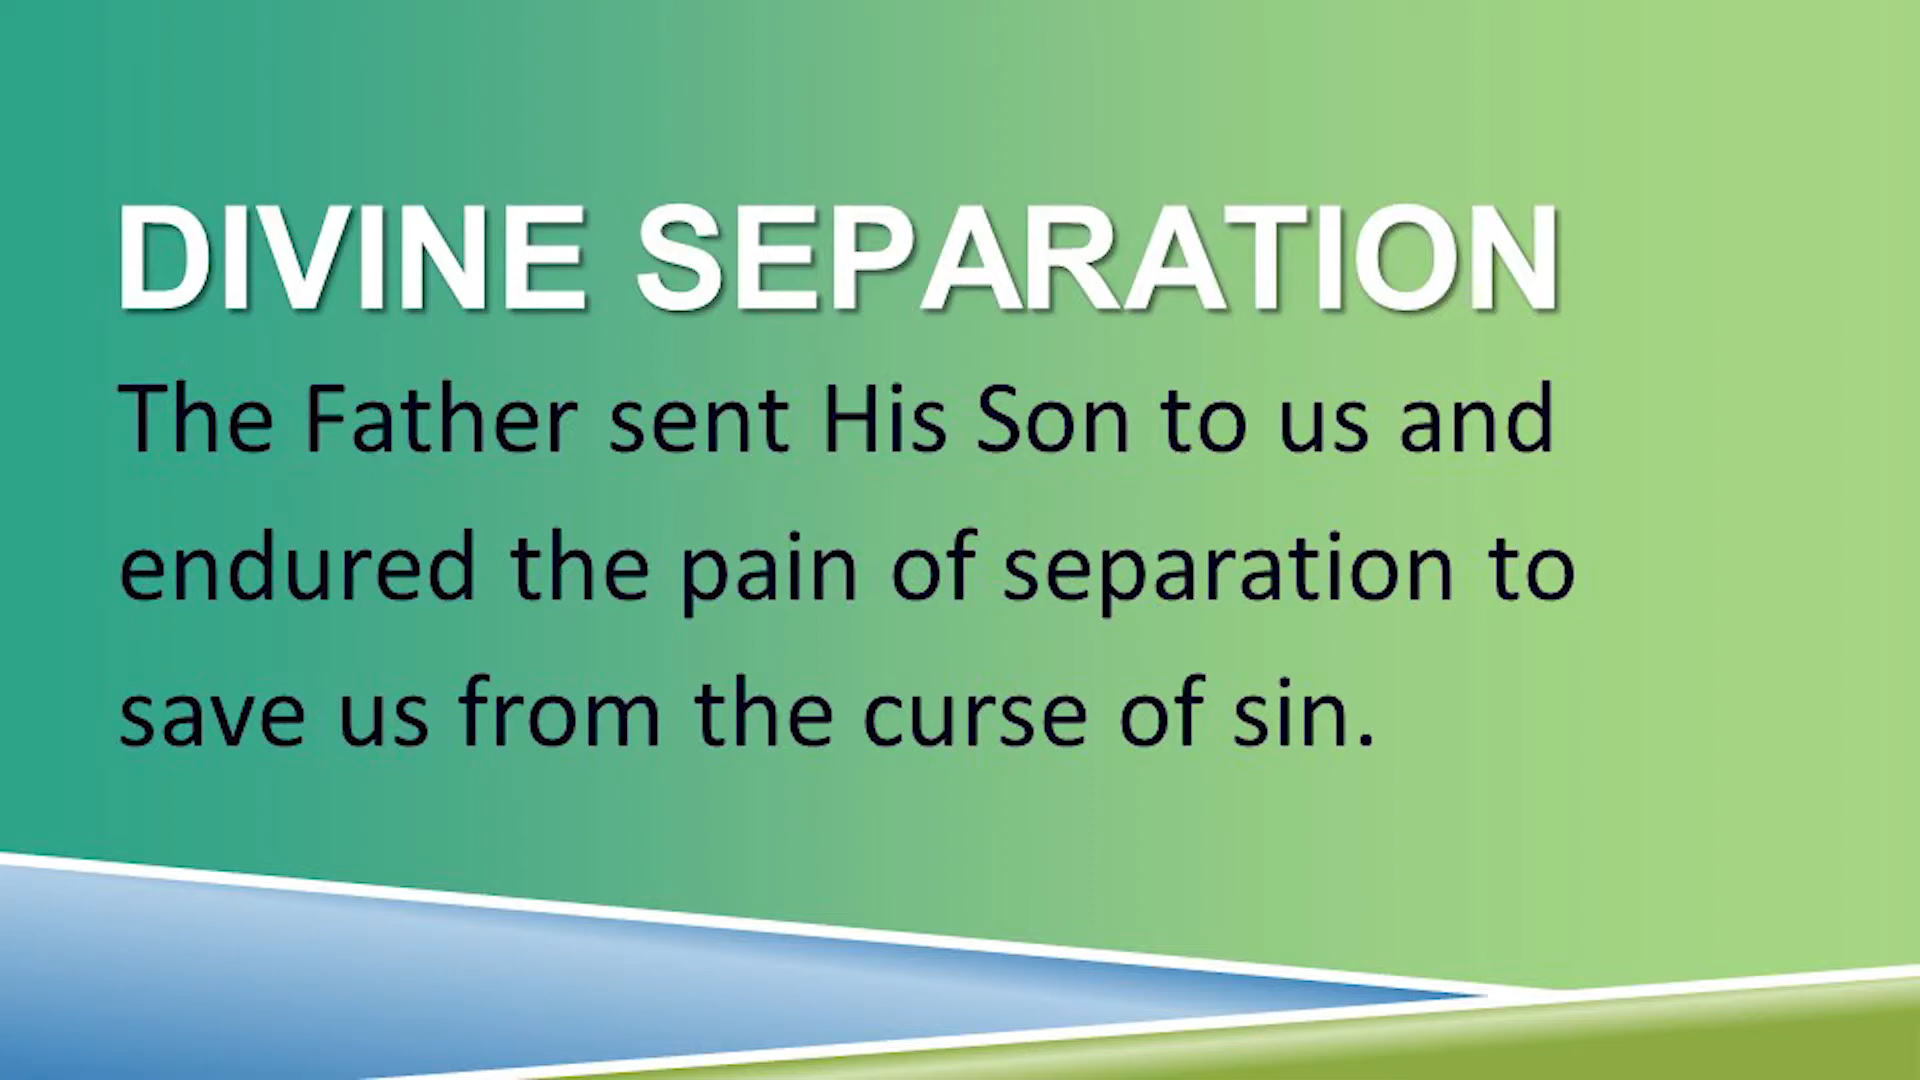 DIVINE SEPARATION
The Father sent His Son to us and
endured the pain of separation to
save us from the curse of sin.